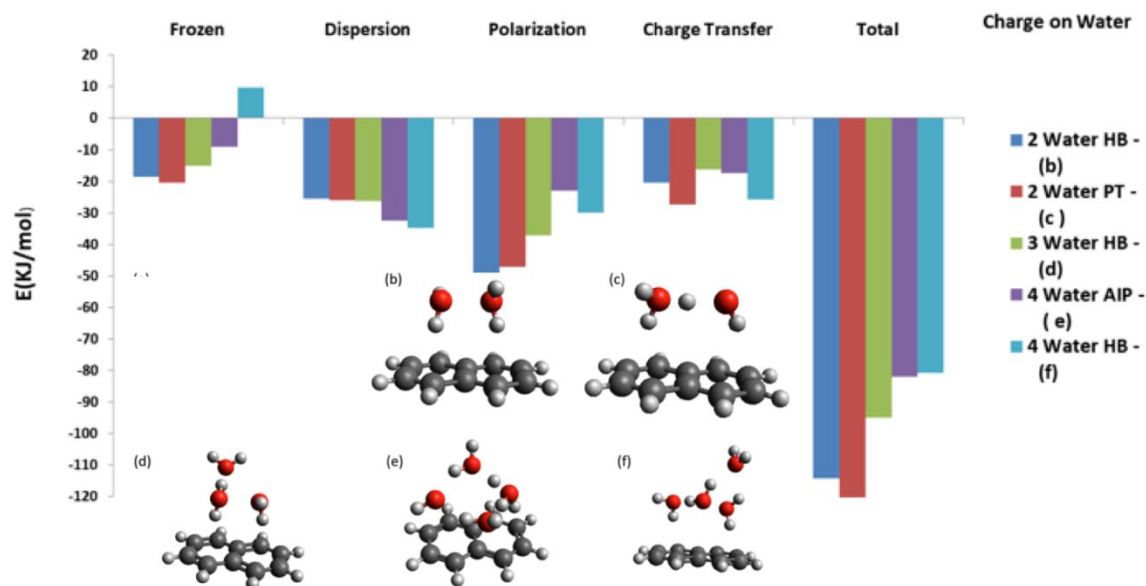 Frozen Dispersion Polarization Charge Transfer Total Charge on Water
20
10
0
-10
-20
-30
-40
-50
-60
-70
-80
-90
-100
-110
-120
E(KJ/mol)
2 Water HB -
(b)
2 Water PT -
(c )
3 Water HB -
(d)
4 Water AIP -
( e)
4 Water HB -
(f)
(b) (c)
(d) (e) (f)